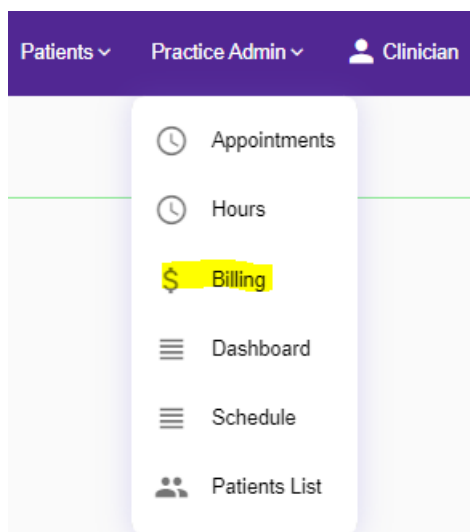 Patients Practice Admin Clinician
Appointments
Hours
$ Billing
Dashboard
Schedule
Patients List